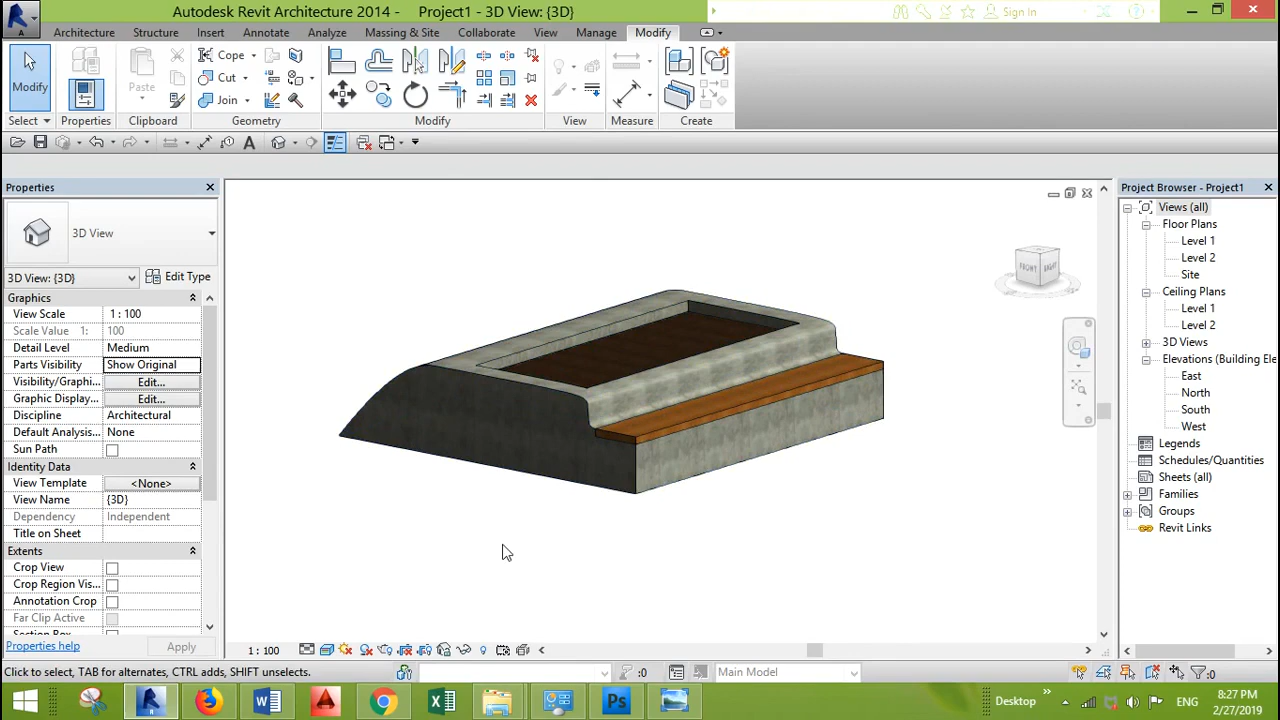 Autodesk Revit Architecture 2014 - Project1 - 3D View: {3D}
Sign In
Architecture Structure Insert Annotate Analyze Massing & Site Collaborate View Manage Modify
Modify Paste Cope Cut Join
Select Properties Clipboard Geometry Modify View Measure Create
Properties
3D View
3D View: {3D} Edit Type
Graphics
View Scale 1 : 100
Scale Value 1: 100
Detail Level Medium
Parts Visibility Show Original
Visibility/Graphi... Edit...
Graphic Display... Edit...
Discipline Architectural
Default Analysis... None
Sun Path
Identity Data
View Template <None>
View Name {3D}
Dependency Independent
Title on Sheet
Extents
Crop View
Crop Region Vis...
Annotation Crop
Far Clip Active
Properties help Apply
FRONT RIGHT
1 : 100
Project Browser - Project1
Views (all)
Floor Plans
Level 1
Level 2
Site
Ceiling Plans
Level 1
Level 2
3D Views
Elevations (Building Ele
East
North
South
West
Legends
Schedules/Quantities
Sheets (all)
Families
Groups
Revit Links
Click to select, TAB for alternates, CTRL adds, SHIFT unselects. :0 Main Model :0
Desktop ENG 8:27 PM
2/27/2019